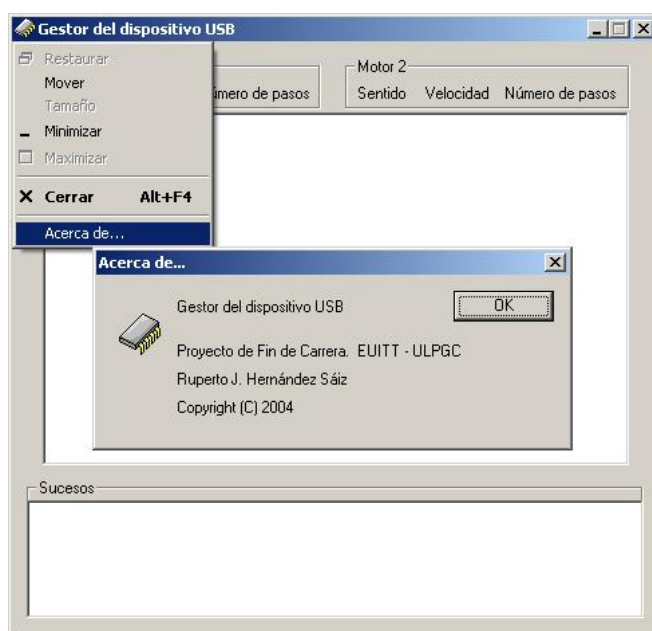 Gestor del dispositivo USB
Restaurar
Mover
Tamaño
Minimizar
Maximizar
Cerrar Alt+F4
Acerca de...
de pasos
Motor 2
Sentido Velocidad Número de pasos
Acerca de...
Gestor del dispositivo USB
OK
Proyecto de Fin de Carrera. EUITT - ULPGC
Ruperto J. Hernández Sáiz
Copyright (C) 2004
Sucesos